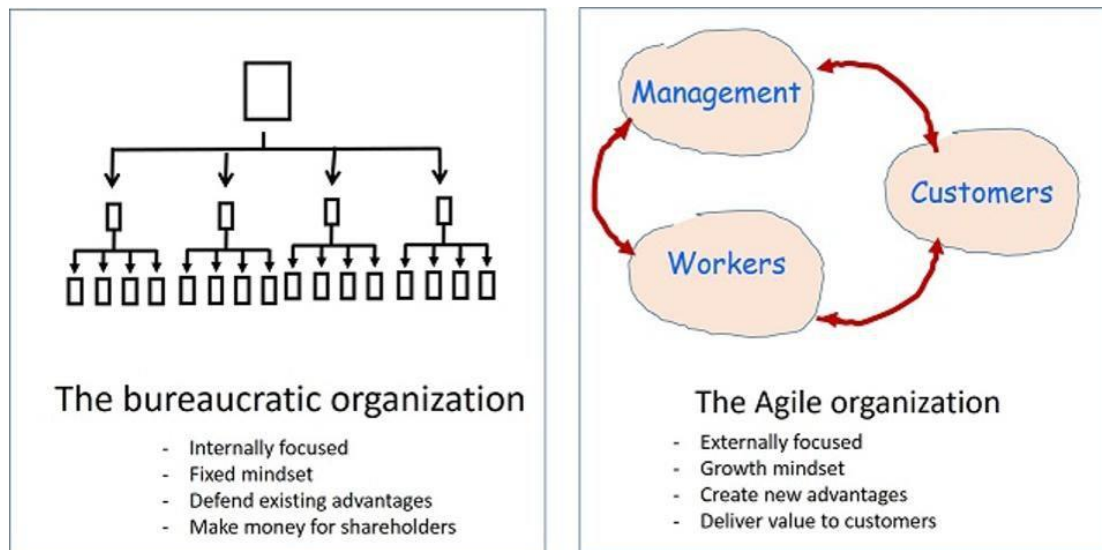 The bureaucratic organization
- Internally focused
- Fixed mindset
- Defend existing advantages
- Make money for shareholders
Management
Customers
Workers
The Agile organization
- Externally focused
- Growth mindset
- Create new advantages
- Deliver value to customers